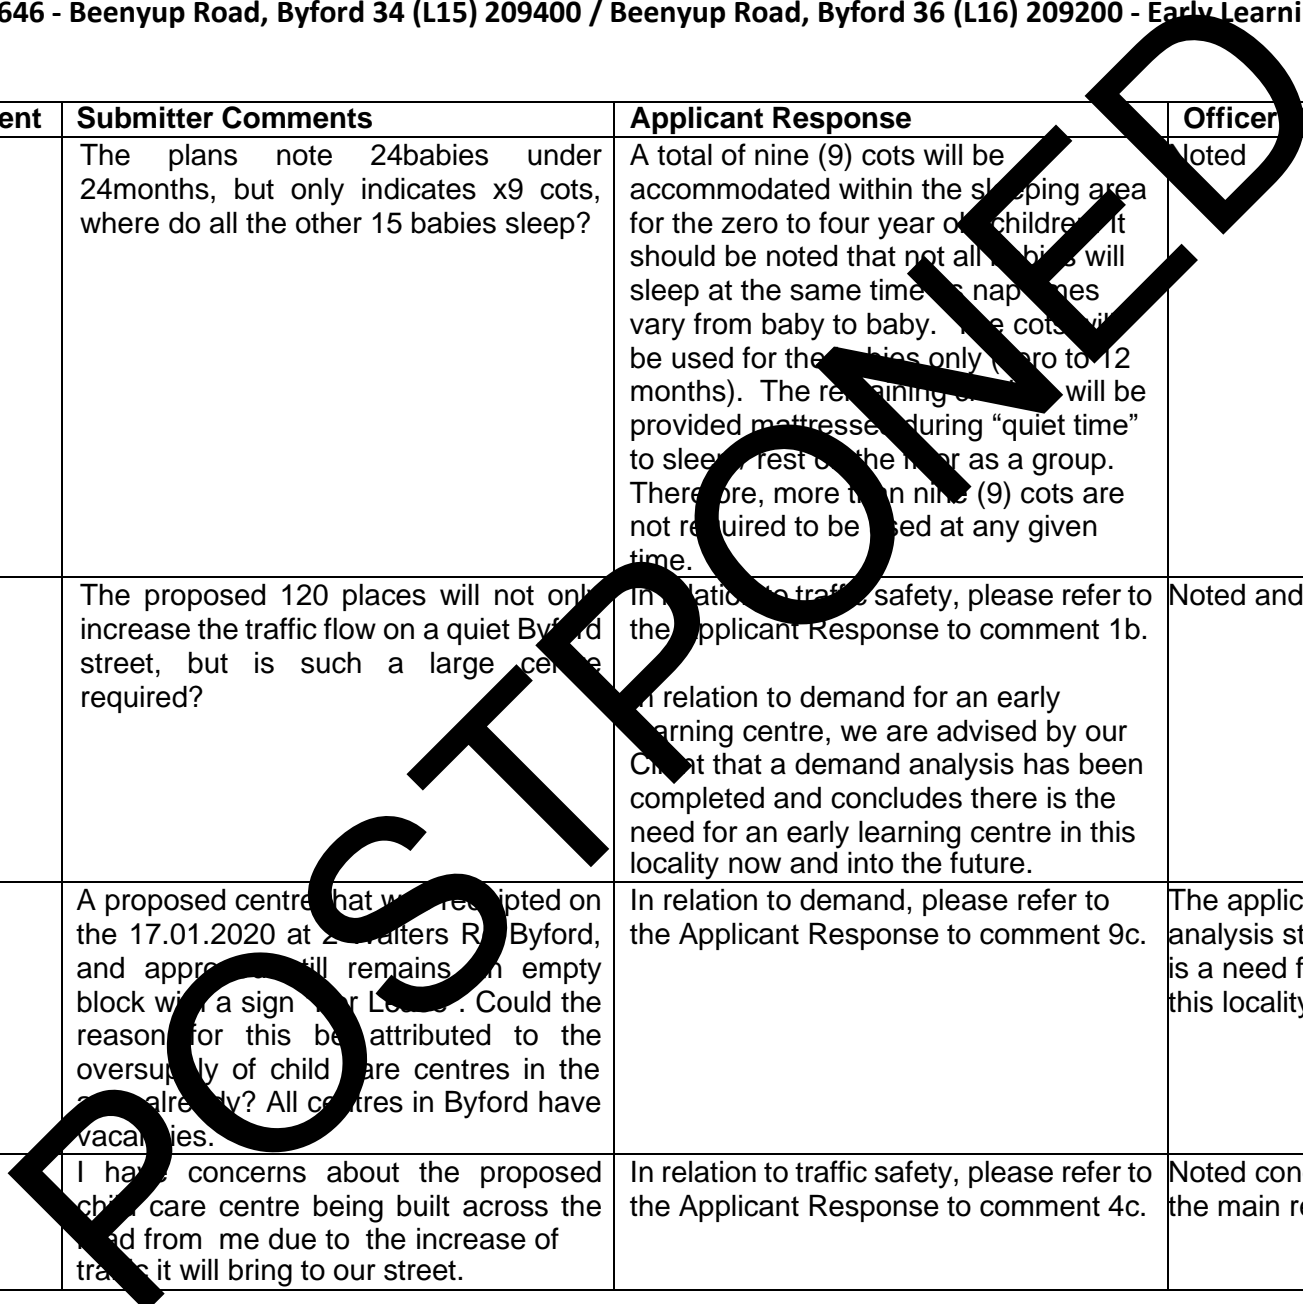 646 - Beenyup Road, Byford 34 (L15) 209400 / Beenyup Road, Byford 36 (L16) 209200 - Early Learni
ent
Submitter Comments
Applicant Response
Officer
The plans note 24babies under
24months, but only indicates x9 cots,
where do all the other 15 babies sleep?
A total of nine (9) cots will be
accommodated within the sleeping area
for the zero to four year old children. It
should be noted that not all babies will
sleep at the same time as nap times
vary from baby to baby. The cots will
be used for the babies only (zero to 12
months). The remaining will be
provided mattresses during “quiet time”
to sleep / rest on the floor as a group.
Therefore, more than nine (9) cots are
not required to be used at any given
time.
Noted
The proposed 120 places will not only
increase the traffic flow on a quiet Byford
street, but is such a large centre
required?
In relation to traffic safety, please refer to
the Applicant Response to comment 1b.
In relation to demand for an early
learning centre, we are advised by our
Client that a demand analysis has been
completed and concludes there is the
need for an early learning centre in this
locality now and into the future.
Noted and
A proposed centre that was receipted on
the 17.01.2020 at 2 Walters Rd Byford,
and still remains an empty
block with a sign “For Lease”. Could the
reason for this be attributed to the
oversupply of child care centres in the
area already? All centres in Byford have
vacancies.
In relation to demand, please refer to
the Applicant Response to comment 9c.
The applic
analysis st
is a need f
this locality
I have concerns about the proposed
child care centre being built across the
road from me due to the increase of
traffic it will bring to our street.
In relation to traffic safety, please refer to
the Applicant Response to comment 4c.
Noted con
the main re
POSTPONED